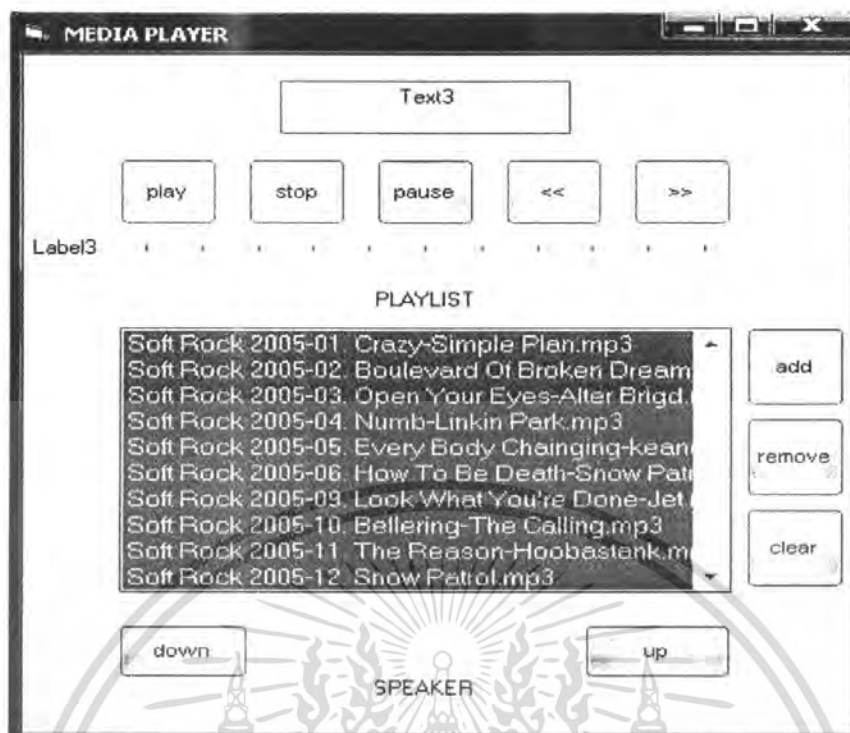 MEDIA PLAYER
Text3
play stop pause << >>
Label3
PLAYLIST
Soft Rock 2005-01. Crazy-Simple Plan.mp3
Soft Rock 2005-02. Boulevard Of Broken Dream
Soft Rock 2005-03. Open Your Eyes-Alter Brigd.
Soft Rock 2005-04. Numb-Linkin Park.mp3
Soft Rock 2005-05. Every Body Chainging-kean
Soft Rock 2005-06. How To Be Death-Snow Patr
Soft Rock 2005-09. Look What You're Done-Jet.
Soft Rock 2005-10. Bellering-The Calling.mp3
Soft Rock 2005-11. The Reason-Hoobastank.m
Soft Rock 2005-12. Snow Patrol.mp3
add
remove
clear
down up
SPEAKER